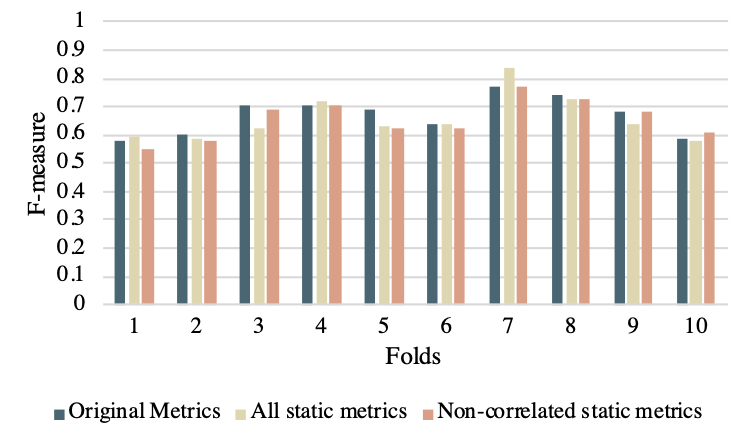 1
0.9
0.8
0.7
0.6
0.5
0.4
0.3
0.2
0.1
0
F-measure
1 2 3 4 5 6 7 8 9 10
Folds
Original Metrics All static metrics Non-correlated static metrics